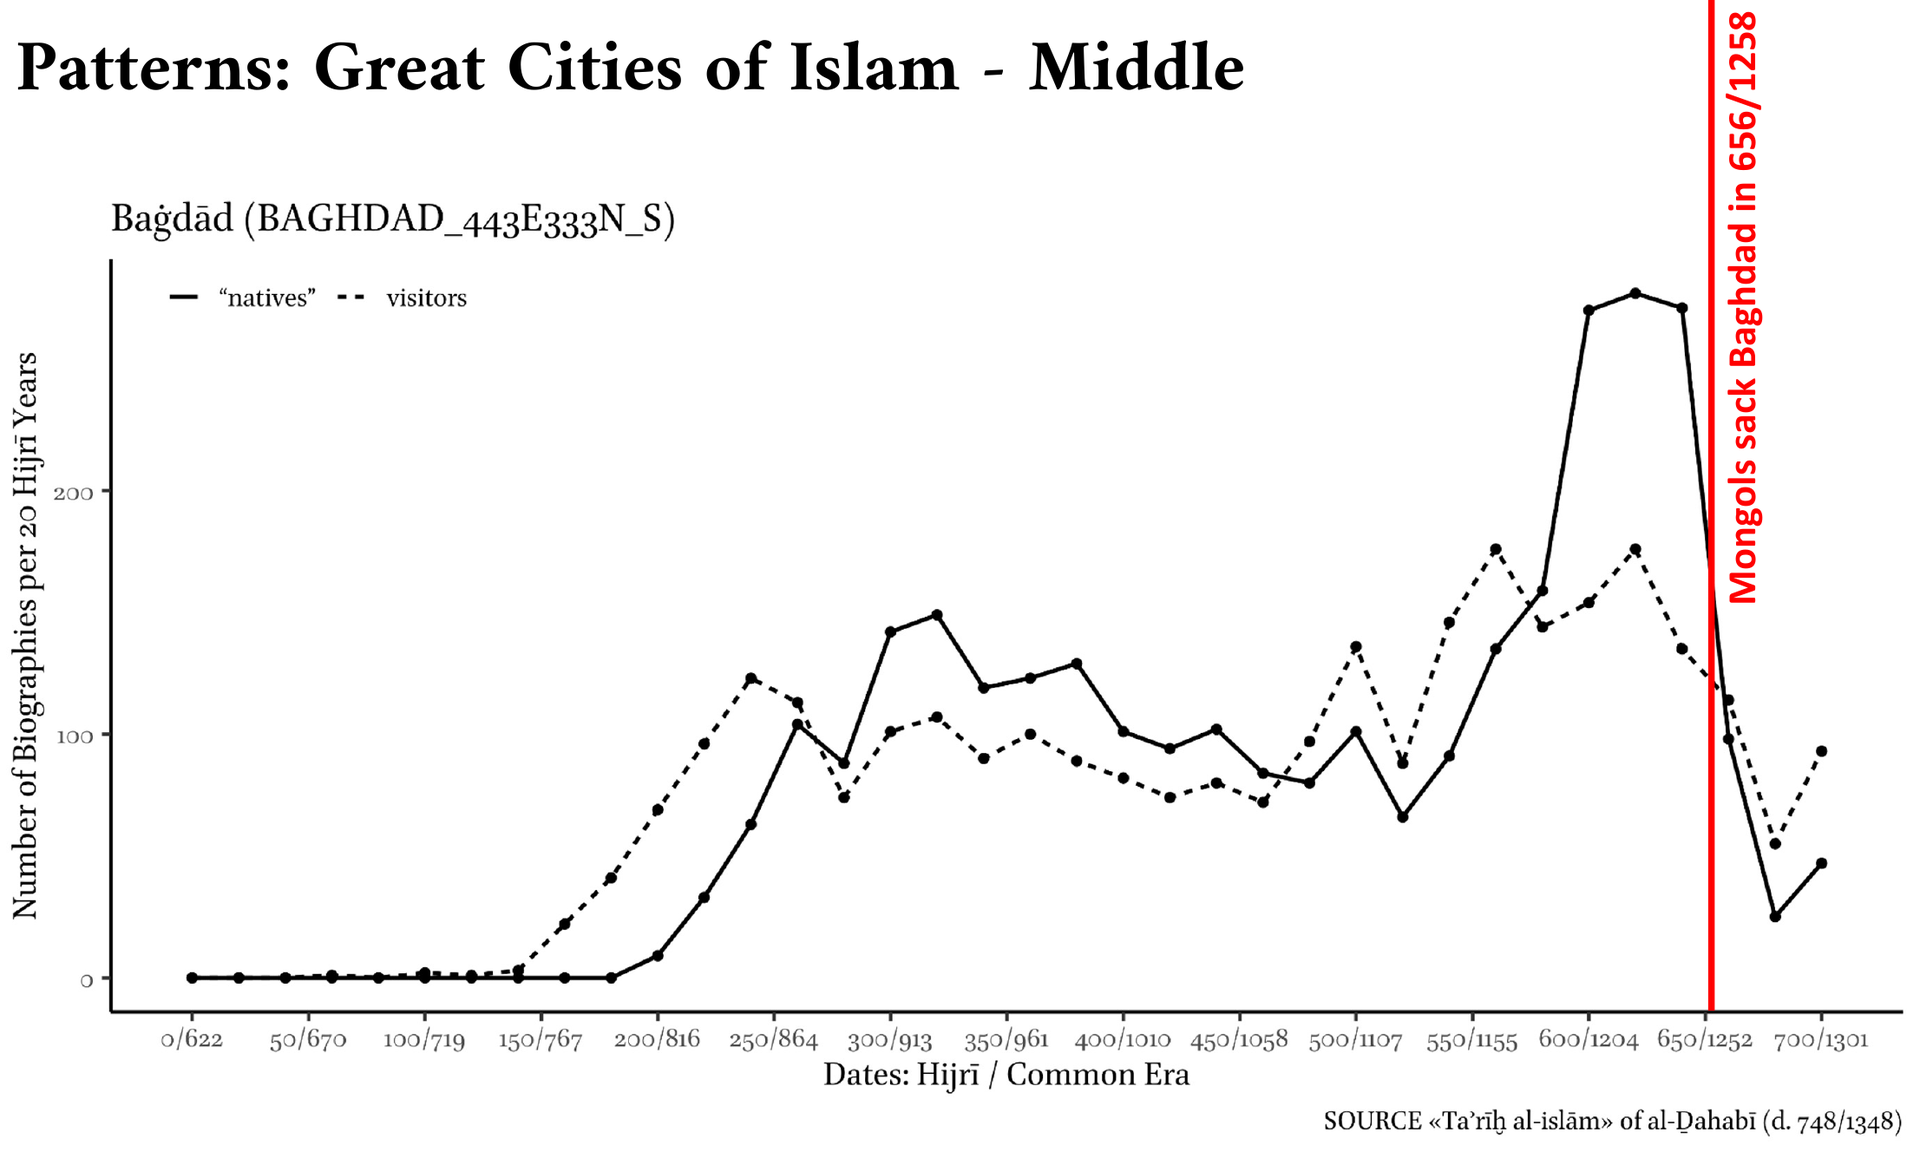 Patterns: Great Cities of Islam - Middle
Mongols sack Baghdad in 656/1258
Baġdād (BAGHDAD_443E333N_S)
“natives” visitors
Number of Biographies per 20 Hijrī Years
200
100
0
0/622 50/670 100/719 150/767 200/816 250/864 300/913 350/961 400/1010 450/1058 500/1107 550/1155 600/1204 650/1252 700/1301
Dates: Hijrī / Common Era
SOURCE «Taʾrīḫ al-islām» of al-Ḏahabī (d. 748/1348)